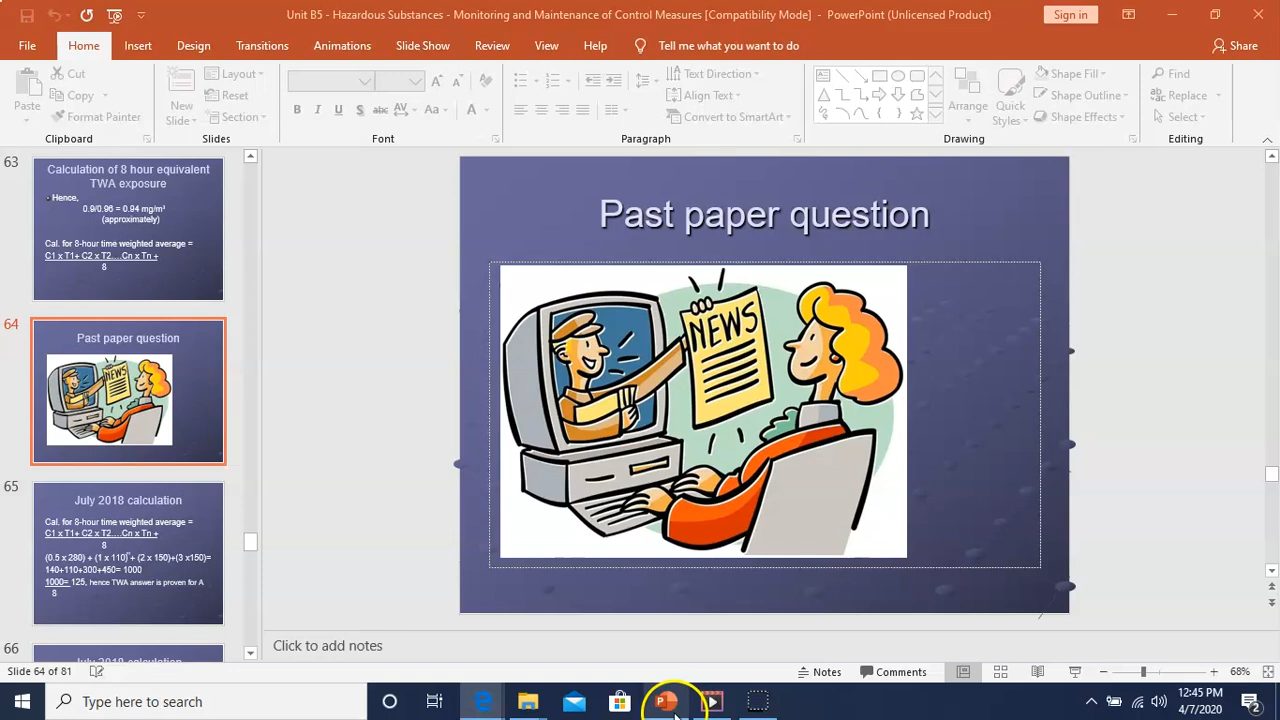 Unit B5 - Hazardous Substances - Monitoring and Maintenance of Control Measures [Compatibility Mode] - PowerPoint (Unlicensed Product)
Sign in
File Home Insert Design Transitions Animations Slide Show Review View Help Tell me what you want to do Share
Paste
Cut
Copy
Format Painter
Clipboard
New
Slide
Layout
Reset
Section
Slides
B I U S abc AV Aa A
Font
Text Direction
Align Text
Convert to SmartArt
Paragraph
Arrange
Quick
Styles
Shape Fill
Shape Outline
Shape Effects
Drawing
Find
Replace
Select
Editing
63
Calculation of 8 hour equivalent
TWA exposure
Hence,
0.9/0.96 = 0.94 mg/m³
(approximately)
Cal. for 8-hour time weighted average =
C1 x T1+ C2 x T2....Cn x Tn +
8
64
Past paper question
NEWS
65
July 2018 calculation
Cal. for 8-hour time weighted average =
C1 x T1+ C2 x T2....Cn x Tn +
8
(0.5 x 280) + (1 x 110)+ (2 x 150)+(3 x150)=
140+110+300+450= 1000
1000= 125, hence TWA answer is proven for A
8
66
July 2018 calculation
Past paper question
NEWS
Click to add notes
Slide 64 of 81
Notes
Comments
68%
Type here to search
12:45 PM
4/7/2020
2